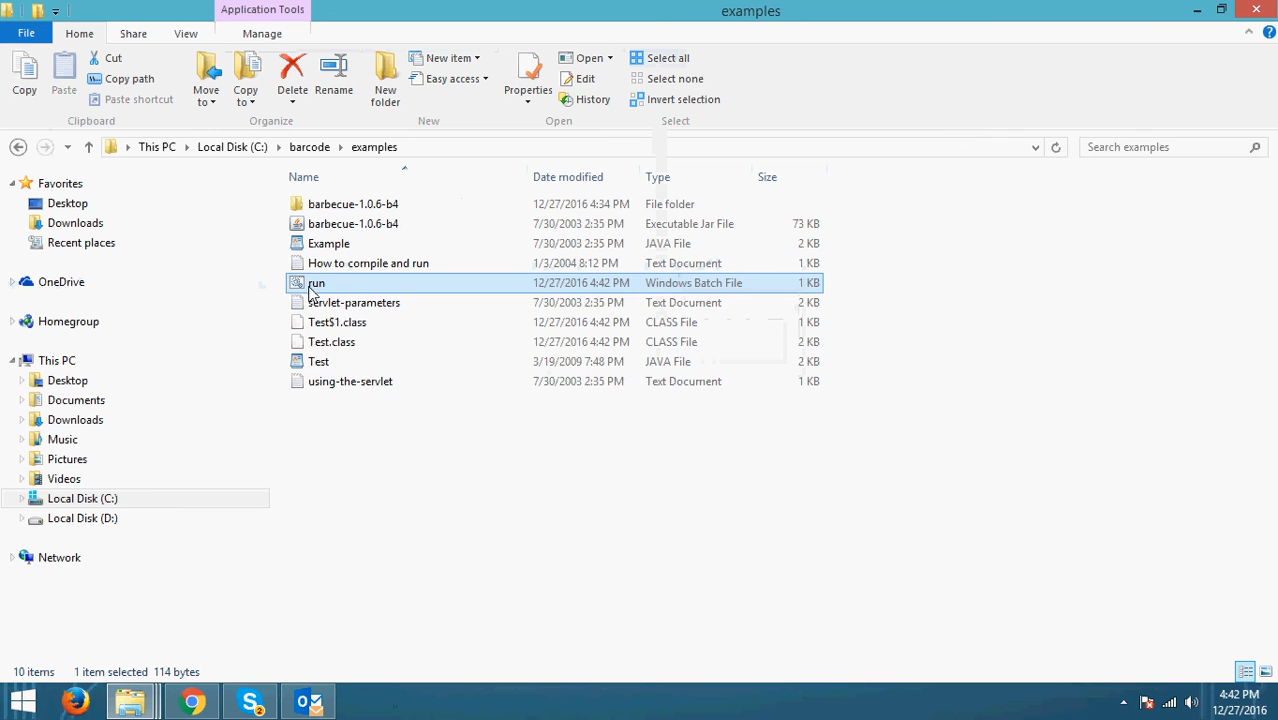 Application Tools
examples
File
Home
Share
View
Manage
Copy
Paste
Cut
Copy path
Paste shortcut
Clipboard
Move to
Copy to
Delete
Rename
Organize
New folder
New item
Easy access
New
Properties
Open
Edit
History
Open
Select all
Select none
Invert selection
Select
This PC
Local Disk (C:)
barcode
examples
Search examples
Name
Date modified
Type
Size
barbecue-1.0.6-b4 12/27/2016 4:34 PM File folder
barbecue-1.0.6-b4 7/30/2003 2:35 PM Executable Jar File 73 KB
Example 7/30/2003 2:35 PM JAVA File 2 KB
How to compile and run 1/3/2004 8:12 PM Text Document 1 KB
run 12/27/2016 4:42 PM Windows Batch File 1 KB
servlet-parameters 7/30/2003 2:35 PM Text Document 2 KB
Test$1.class 12/27/2016 4:42 PM CLASS File 1 KB
Test.class 12/27/2016 4:42 PM CLASS File 2 KB
Test 3/19/2009 7:48 PM JAVA File 2 KB
using-the-servlet 7/30/2003 2:35 PM Text Document 1 KB
Favorites
Desktop
Downloads
Recent places
OneDrive
Homegroup
This PC
Desktop
Documents
Downloads
Music
Pictures
Videos
Local Disk (C:)
Local Disk (D:)
Network
10 items 1 item selected 114 bytes
2
4:42 PM
12/27/2016